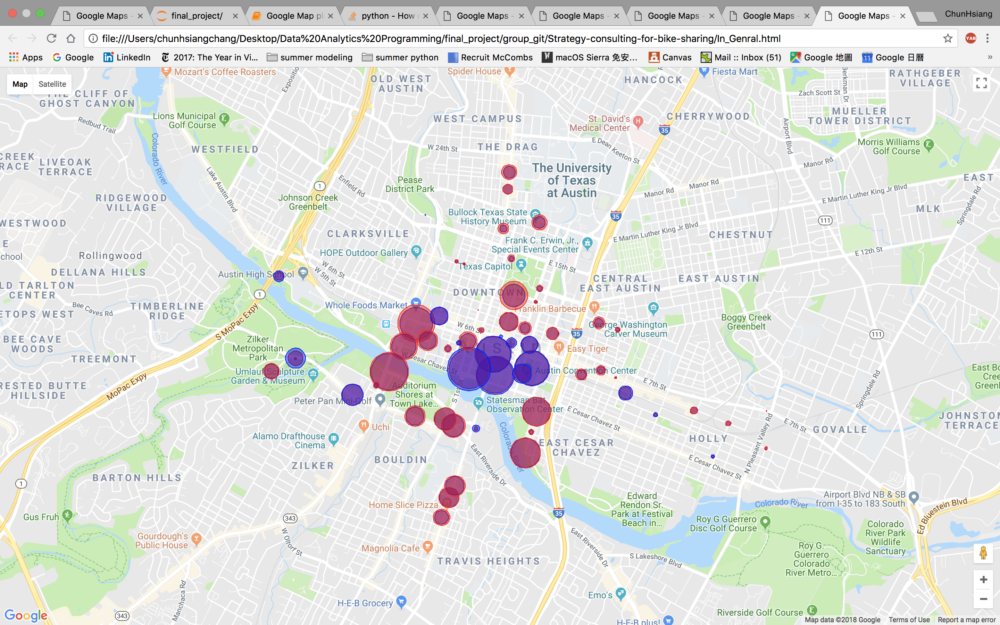 Google Maps -
final_project/
Google Map pl
python - How
Google Maps -
Google Maps -
Google Maps -
Google Maps -
Google Maps -
ChunHsiang
file:///Users/chunhsiangchang/Desktop/Data%20Analytics%20Programming/final_project/group_git/Strategy-consulting-for-bike-sharing/In_Genral.html
YAB
Apps
Google
LinkedIn
2017: The Year in Vi...
summer modeling
summer python
Recruit McCombs
macOS Sierra 免安...
Canvas
Mail :: Inbox (51)
Google 地圖
11
Google 日曆
»
Map
Satellite
Mozart's Coffee Roasters
Expositio
OLD WEST
AUSTIN
Spider House
HANCOCK
Fiesta Mart
Berkman Dr
RATHGEBER
VILLAGE
Zach Scott St
THE CLIFF OF
GHOST CANYON
Redbud Trail
Lions Municipal
Golf Course
WEST CAMPUS
St. David's
Medical Center
H
CHERRYWOOD
35
MUELLER
TOWER DISTRICT
Airport Blvd
Morris Williams
Golf Course
Colorado River
WESTFIELD
W 24th St
THE DRAG
E Dean Keeton St
CREEK
RACE
LIVEOAK
TERRACE
Lake Austin Blvd
The University
of Texas
at Austin
Manor Rd
Manor Rd
Manor Rd
EAST
Enfield Rd
1
Pease
District Park
Johnson Creek
Greenbelt
RIDGEWOOD
VILLAGE
E Martin Luther King Jr Blvd
MLK
Springdale Rd
Bullock Texas State
History Museum
35
111
WESTWOOD
CLARKSVILLE
E Martin Luther King Jr Blvd
CHESTNUT
E
chool
Rollingwood
HOPE Outdoor Gallery
Frank C. Erwin, Jr.,
Special Events Center
E 12th St
W 6th St
W 5th St
Texas Capitol
E 15th St
DELLANA HILLS
Austin High School
LD TARLTON
CENTER
CENTRAL
EAST AUSTIN
EAST AUSTIN
1
DOWNTOWN
Bee Caves Rd
TIMBERLINE
RIDGE
ETOPS WEST
Whole Foods Market
Franklin Barbecue
S MoPac Expy
W 6th St
George Washington
Carver Museum
Boggy Creek
Greenbelt
35
111
BEE CAVE
WOODS
Zilker
Metropolitan
Park
Austin
Easy Tiger
TREEMONT
W Cesar Chavez St
Umlauf Sculpture
Garden & Museum
Austin Convention Center
East Bo
Cree
Greenl
MoPac Expy
RESTED BUTTE
HILLSIDE
Auditorium
Shores at
Town Lake...
S 1st St
E 7th St
Springdale Rd
Peter Pan Mini-Golf
Statesman Bat
Observation Center
E Cesar Chavez St
JOHNSTON
TERRACE
Uchi
E 7th St
GOVALLE
Alamo Drafthouse
Cinema
Colorado River
HOLLY
EAST CESAR
CHAVEZ
N Pleasant Valley Rd
East Riverside Dr
BOULDIN
ZILKER
E Cesar Chavez St
BARTON HILLS
1
Edward
Rendon Sr.
Park at Festival
Beach in...
Airport Blvd NB & SB
from I-35 to 183 South
Colorado River
Ed Bluestein Blvd
Home Slice Pizza
Gus Fruh
343
35
Roy G Guerrero
Disc Golf Course
Colorado
River Park
Wildlife
Sanctuary
Gourdough's
Public House
W Oltorf St
East Riverside Dr
Magnolia Cafe
S Lakeshore Blvd
Roy G.
Guerrero
Colorado
River Metro...
TRAVIS HEIGHTS
Manchaca Rd
Emo's
H-E-B Grocery
343
Riverside Golf Course
H-E-B plus!
Google
Map data ©2018 Google
Terms of Use
Report a map error